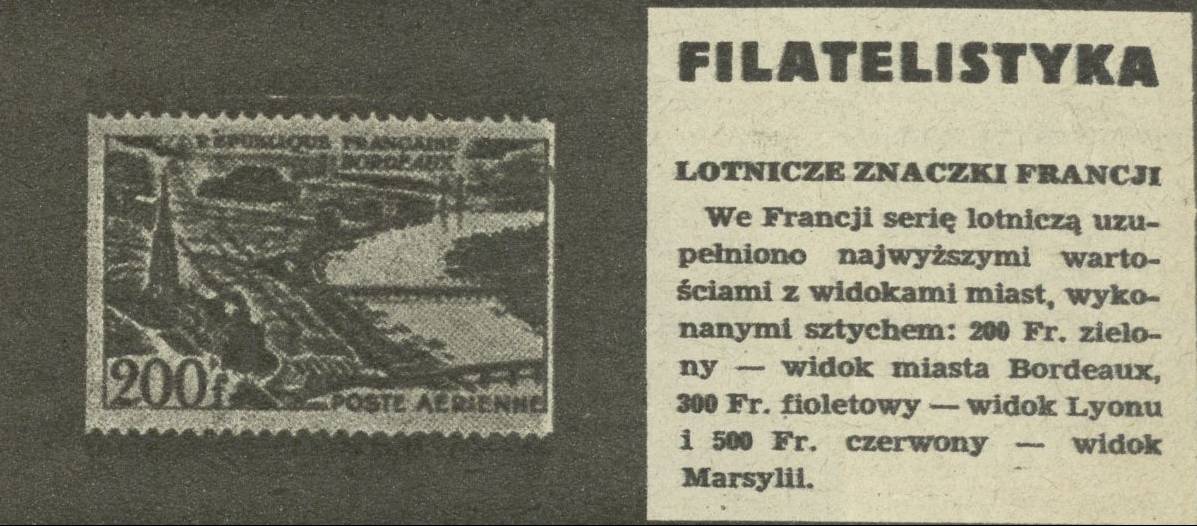 RÉPUBLIQUE FRANÇAISE
BORDEAUX
200f
POSTE AÉRIENNE
FILATELISTYKA
LOTNICZE ZNACZKI FRANCJI
We Francji serię lotniczą uzu-
pełniono najwyższymi warto-
ściami z widokami miast, wyko-
nanymi sztychem: 200 Fr. zielo-
ny — widok miasta Bordeaux,
300 Fr. fioletowy — widok Lyonu
i 500 Fr. czerwony — widok
Marsylii.